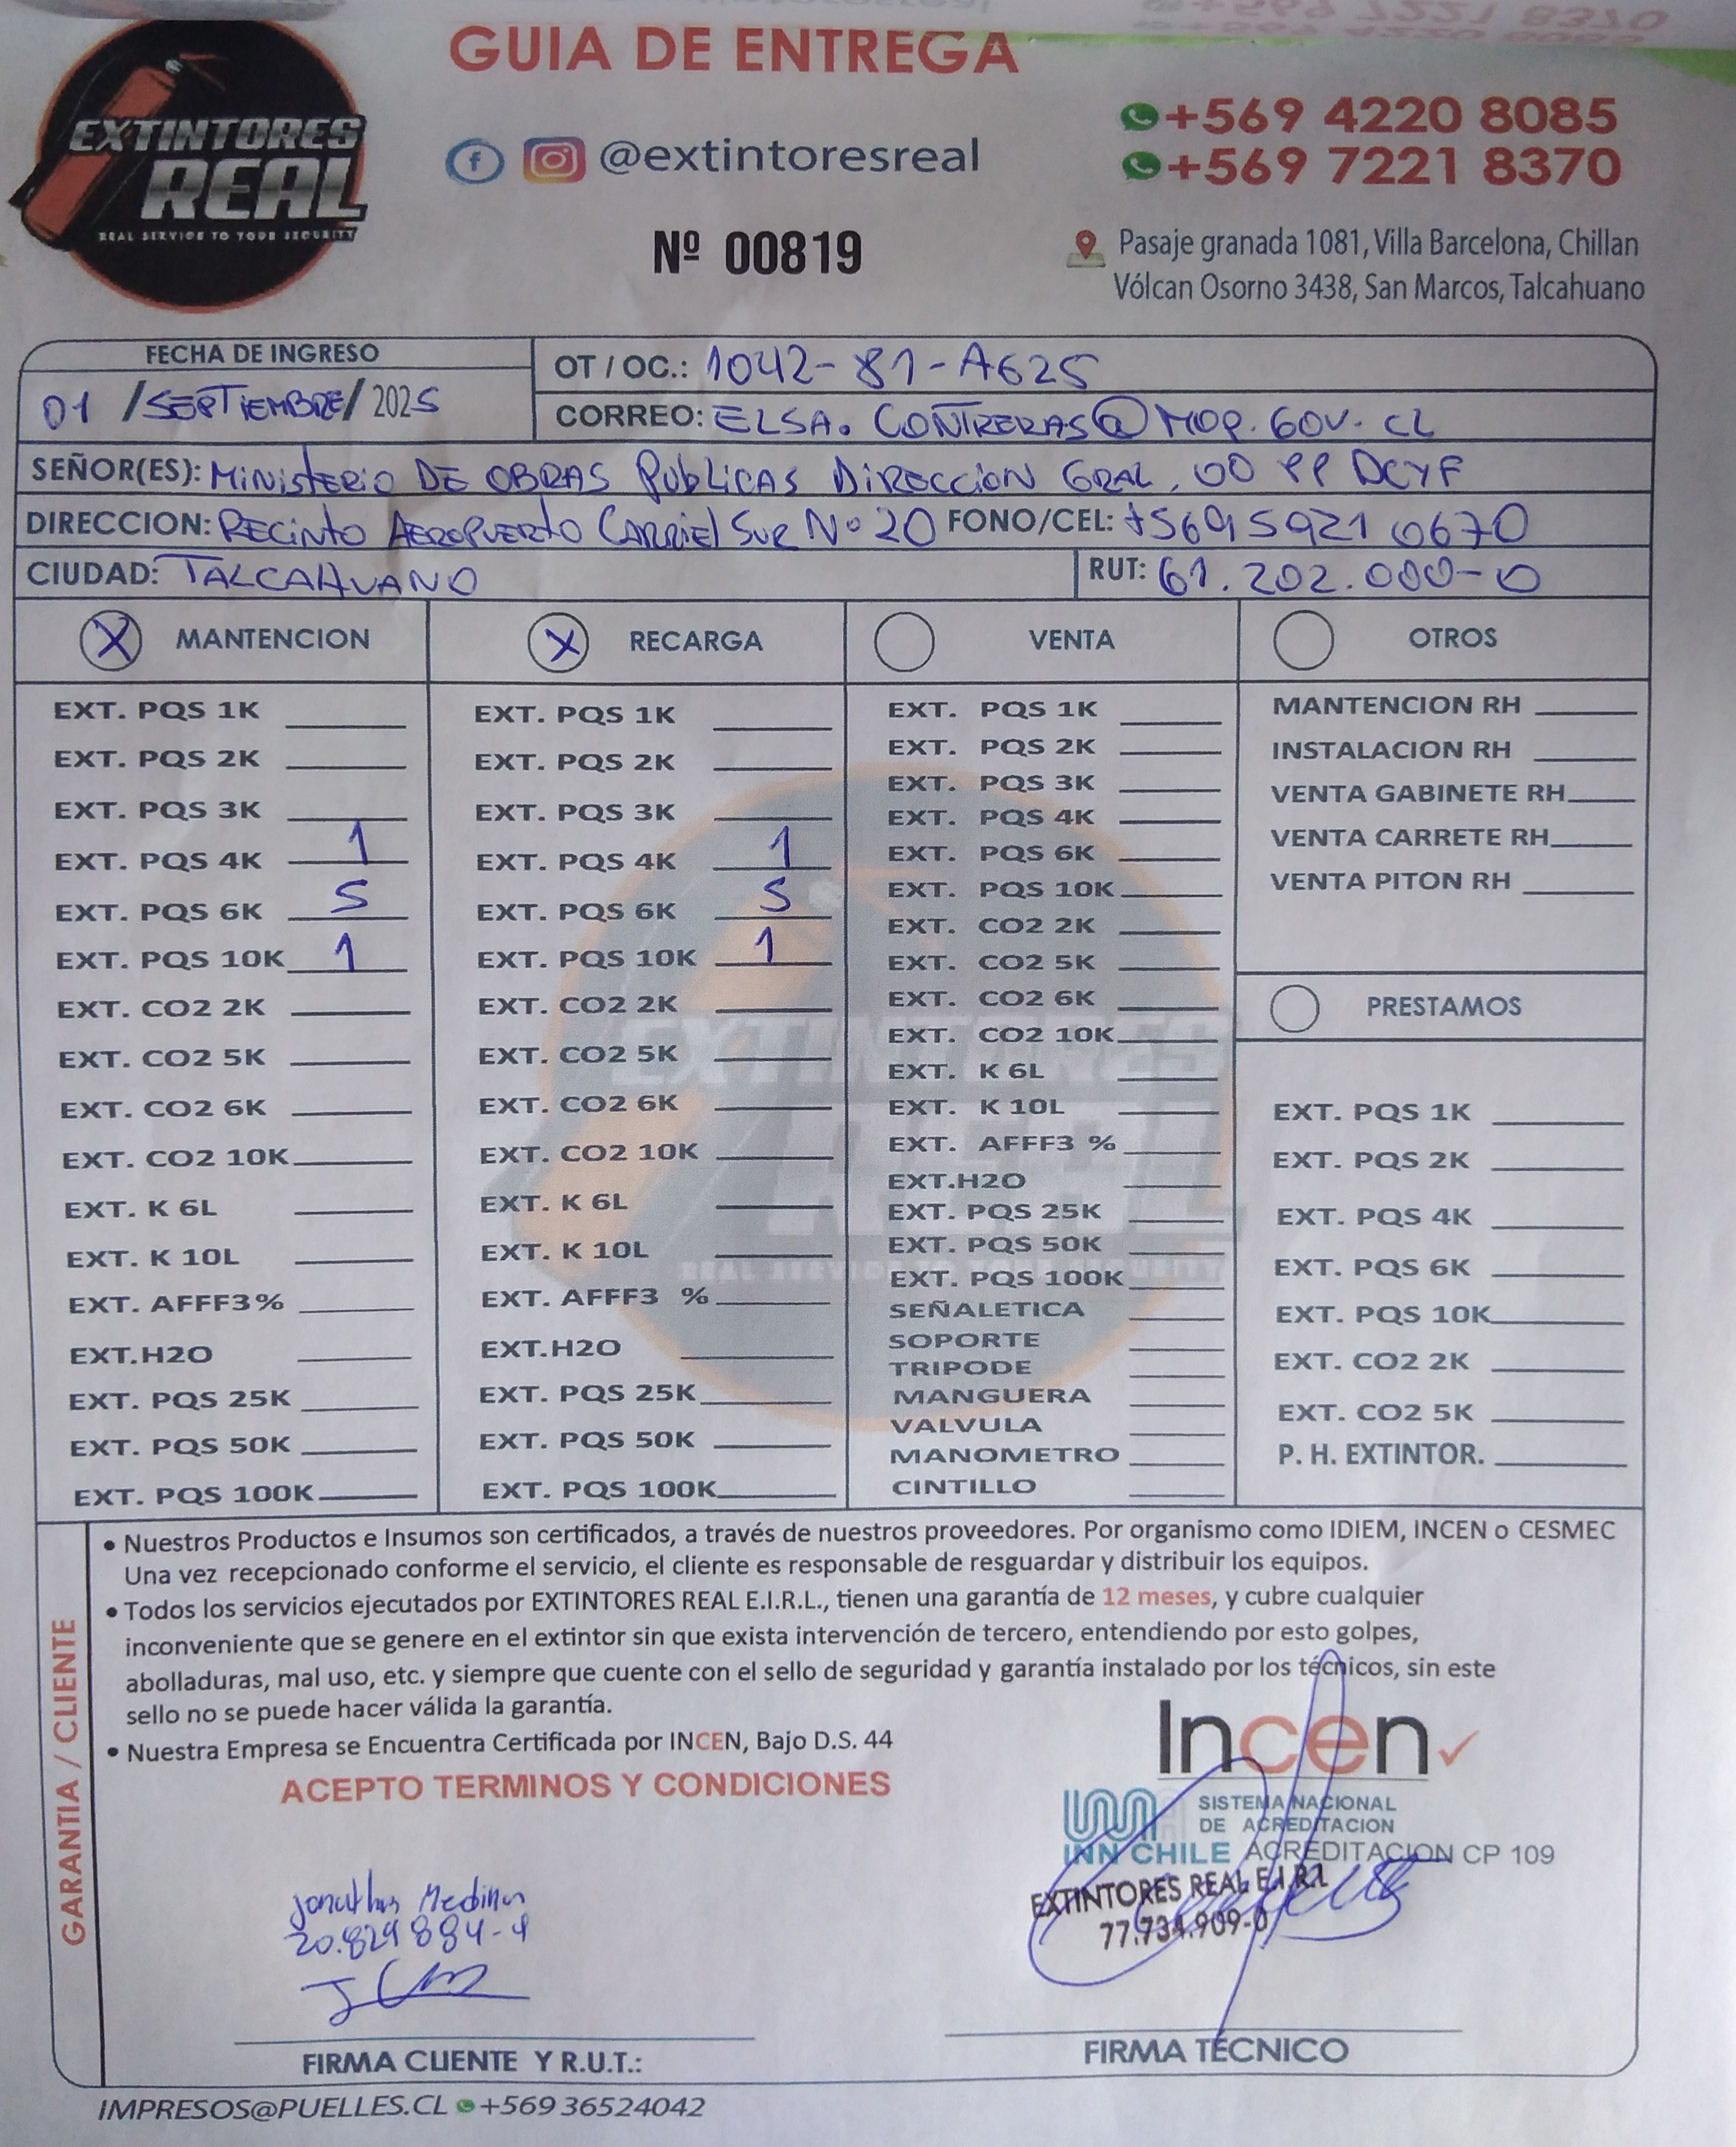 GUIA DE ENTREGA
EXTINTORES
REAL
REAL SERVICE TO YOUR SECURITY
@extintoresreal
+569 4220 8085
+569 7221 8370
Nº 00819
Pasaje granada 1081, Villa Barcelona, Chillan
Vólcan Osorno 3438, San Marcos, Talcahuano
FECHA DE INGRESO
01 /SEPTIEMBRE/ 2025
OT / OC.: 1042-81-AG25
CORREO: ELSA.CONTRERAS@MOP.GOV.CL
SEÑOR(ES): MiNisterio DE OBRAS PublicAS DiRECCioN GRAL. OO PP DCYF
DIRECCION: RECiNto AEROPUERTO CARRIEl SUR Nº 20 FONO/CEL: +56959210670
CIUDAD: TALCAHUANO
RUT: 61.202.000-0
X MANTENCION
EXT. PQS 1K
EXT. PQS 2K
EXT. PQS 3K
EXT. PQS 4K 1
EXT. PQS 6K 5
EXT. PQS 10K 1
EXT. CO2 2K
EXT. CO2 5K
EXT. CO2 6K
EXT. CO2 10K
EXT. K 6L
EXT. K 10L
EXT. AFFF3%
EXT.H2O
EXT. PQS 25K
EXT. PQS 50K
EXT. PQS 100K
X RECARGA
EXT. PQS 1K
EXT. PQS 2K
EXT. PQS 3K
EXT. PQS 4K 1
EXT. PQS 6K 5
EXT. PQS 10K 1
EXT. CO2 2K
EXT. CO2 5K
EXT. CO2 6K
EXT. CO2 10K
EXT. K 6L
EXT. K 10L
EXT. AFFF3 %
EXT.H2O
EXT. PQS 25K
EXT. PQS 50K
EXT. PQS 100K
VENTA
EXT. PQS 1K
EXT. PQS 2K
EXT. PQS 3K
EXT. PQS 4K
EXT. PQS 6K
EXT. PQS 10K
EXT. CO2 2K
EXT. CO2 5K
EXT. CO2 6K
EXT. CO2 10K
EXT. K 6L
EXT. K 10L
EXT. AFFF3 %
EXT.H2O
EXT. PQS 25K
EXT. PQS 50K
EXT. PQS 100K
SEÑALETICA
SOPORTE
TRIPODE
MANGUERA
VALVULA
MANOMETRO
CINTILLO
OTROS
MANTENCION RH
INSTALACION RH
VENTA GABINETE RH
VENTA CARRETE RH
VENTA PITON RH
PRESTAMOS
EXT. PQS 1K
EXT. PQS 2K
EXT. PQS 4K
EXT. PQS 6K
EXT. PQS 10K
EXT. CO2 2K
EXT. CO2 5K
P. H. EXTINTOR.
GARANTIA / CLIENTE
• Nuestros Productos e Insumos son certificados, a través de nuestros proveedores. Por organismo como IDIEM, INCEN o CESMEC
Una vez recepcionado conforme el servicio, el cliente es responsable de resguardar y distribuir los equipos.
• Todos los servicios ejecutados por EXTINTORES REAL E.I.R.L., tienen una garantía de 12 meses, y cubre cualquier
inconveniente que se genere en el extintor sin que exista intervención de tercero, entendiendo por esto golpes,
abolladuras, mal uso, etc. y siempre que cuente con el sello de seguridad y garantía instalado por los técnicos, sin este
sello no se puede hacer válida la garantía.
• Nuestra Empresa se Encuentra Certificada por INCEN, Bajo D.S. 44
ACEPTO TERMINOS Y CONDICIONES
Incen
SISTEMA NACIONAL
DE ACREDITACION
INN CHILE ACREDITACION CP 109
EXTINTORES REAL E.I.R.L
77.734.909-0
Jonathan Medina
20.829884-4
FIRMA CLIENTE Y R.U.T.:
FIRMA TÉCNICO
IMPRESOS@PUELLES.CL +569 36524042